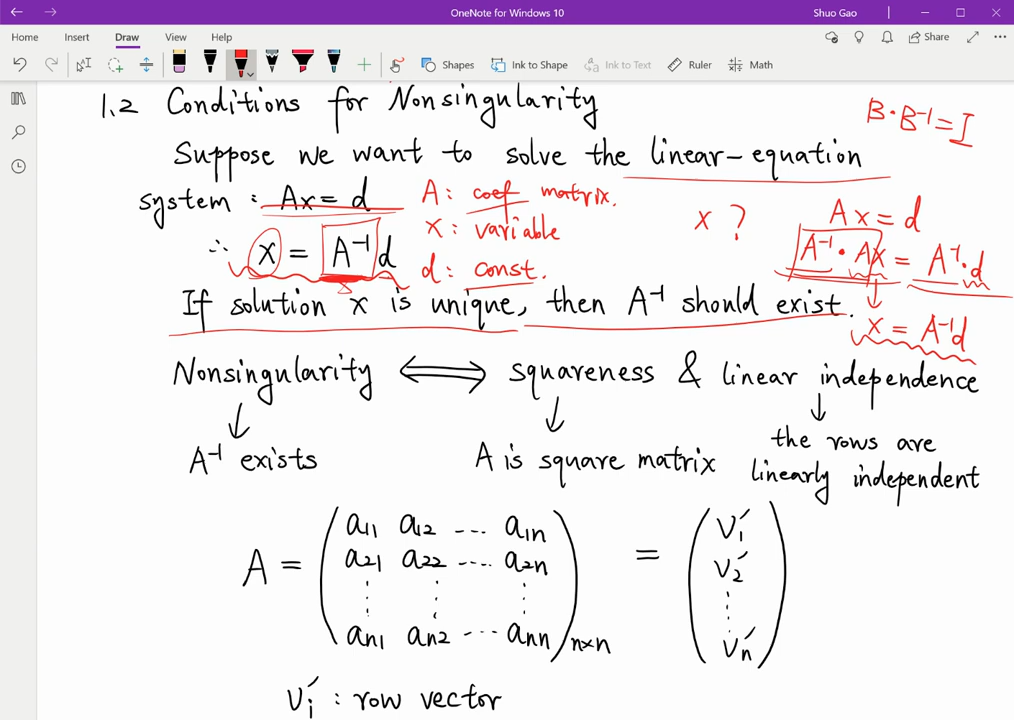 OneNote for Windows 10
Shuo Gao
Home Insert Draw View Help
Share
Shapes Ink to Shape Ink to Text Ruler Math
1.2 Conditions for Nonsingularity
B · B⁻¹ = I
Suppose we want to solve the linear-equation
system : Ax = d
A : coef matrix.
x : variable
d : const.
x ?
Ax = d
A⁻¹ · Ax = A⁻¹ · d
x = A⁻¹d
∴ x = A⁻¹d
If solution x is unique, then A⁻¹ should exist.
Nonsingularity ⟺ squareness & linear independence
↓ ↓ ↓
A⁻¹ exists
A is square matrix
the rows are
linearly independent
A = ( a11 a12 --- a1n
a21 a22 ---- a2n
⋮ ⋮ ⋮
an1 an2 --- ann ) n×n
= ( v1′
v2′
⋮
vn′ )
vi′ : row vector